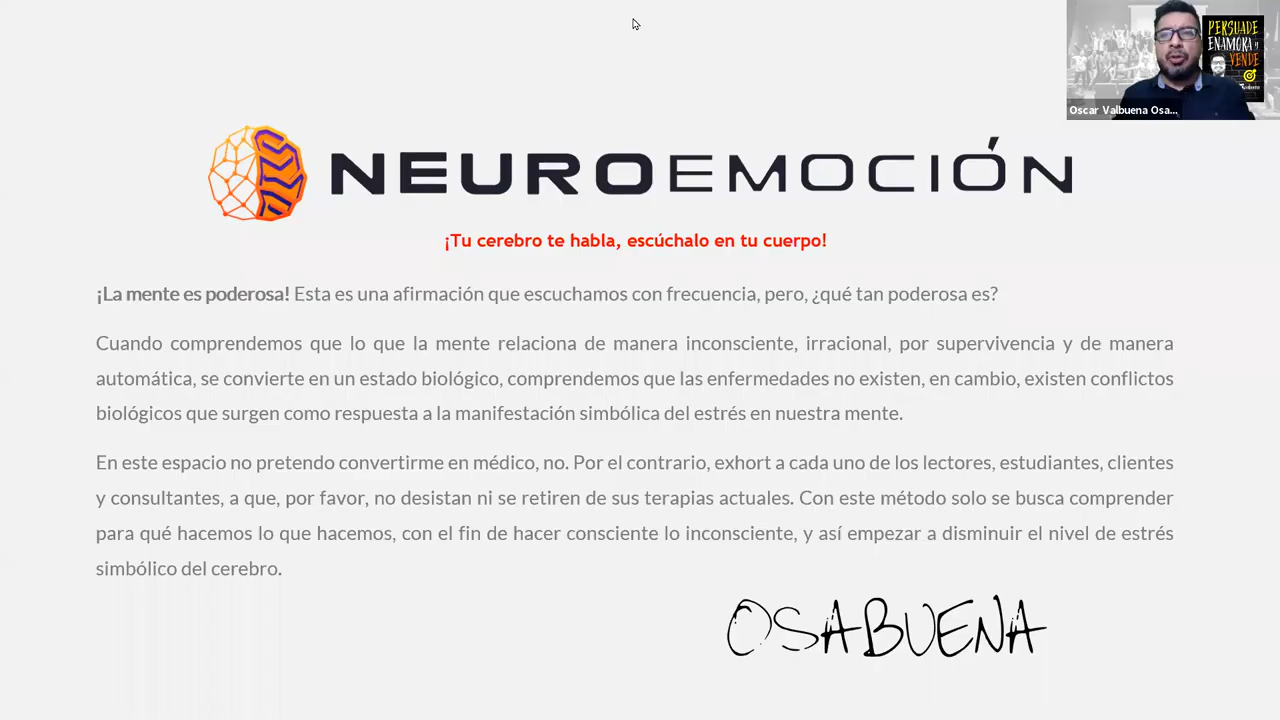 PERSUADE
ENAMORA y
VENDE
Oscar Valbuena Osa...
NEUROEMOCIÓN
¡Tu cerebro te habla, escúchalo en tu cuerpo!
¡La mente es poderosa! Esta es una afirmación que escuchamos con frecuencia, pero, ¿qué tan poderosa es?
Cuando comprendemos que lo que la mente relaciona de manera inconsciente, irracional, por supervivencia y de manera
automática, se convierte en un estado biológico, comprendemos que las enfermedades no existen, en cambio, existen conflictos
biológicos que surgen como respuesta a la manifestación simbólica del estrés en nuestra mente.
En este espacio no pretendo convertirme en médico, no. Por el contrario, exhort a cada uno de los lectores, estudiantes, clientes
y consultantes, a que, por favor, no desistan ni se retiren de sus terapias actuales. Con este método solo se busca comprender
para qué hacemos lo que hacemos, con el fin de hacer consciente lo inconsciente, y así empezar a disminuir el nivel de estrés
simbólico del cerebro.
OSABUENA